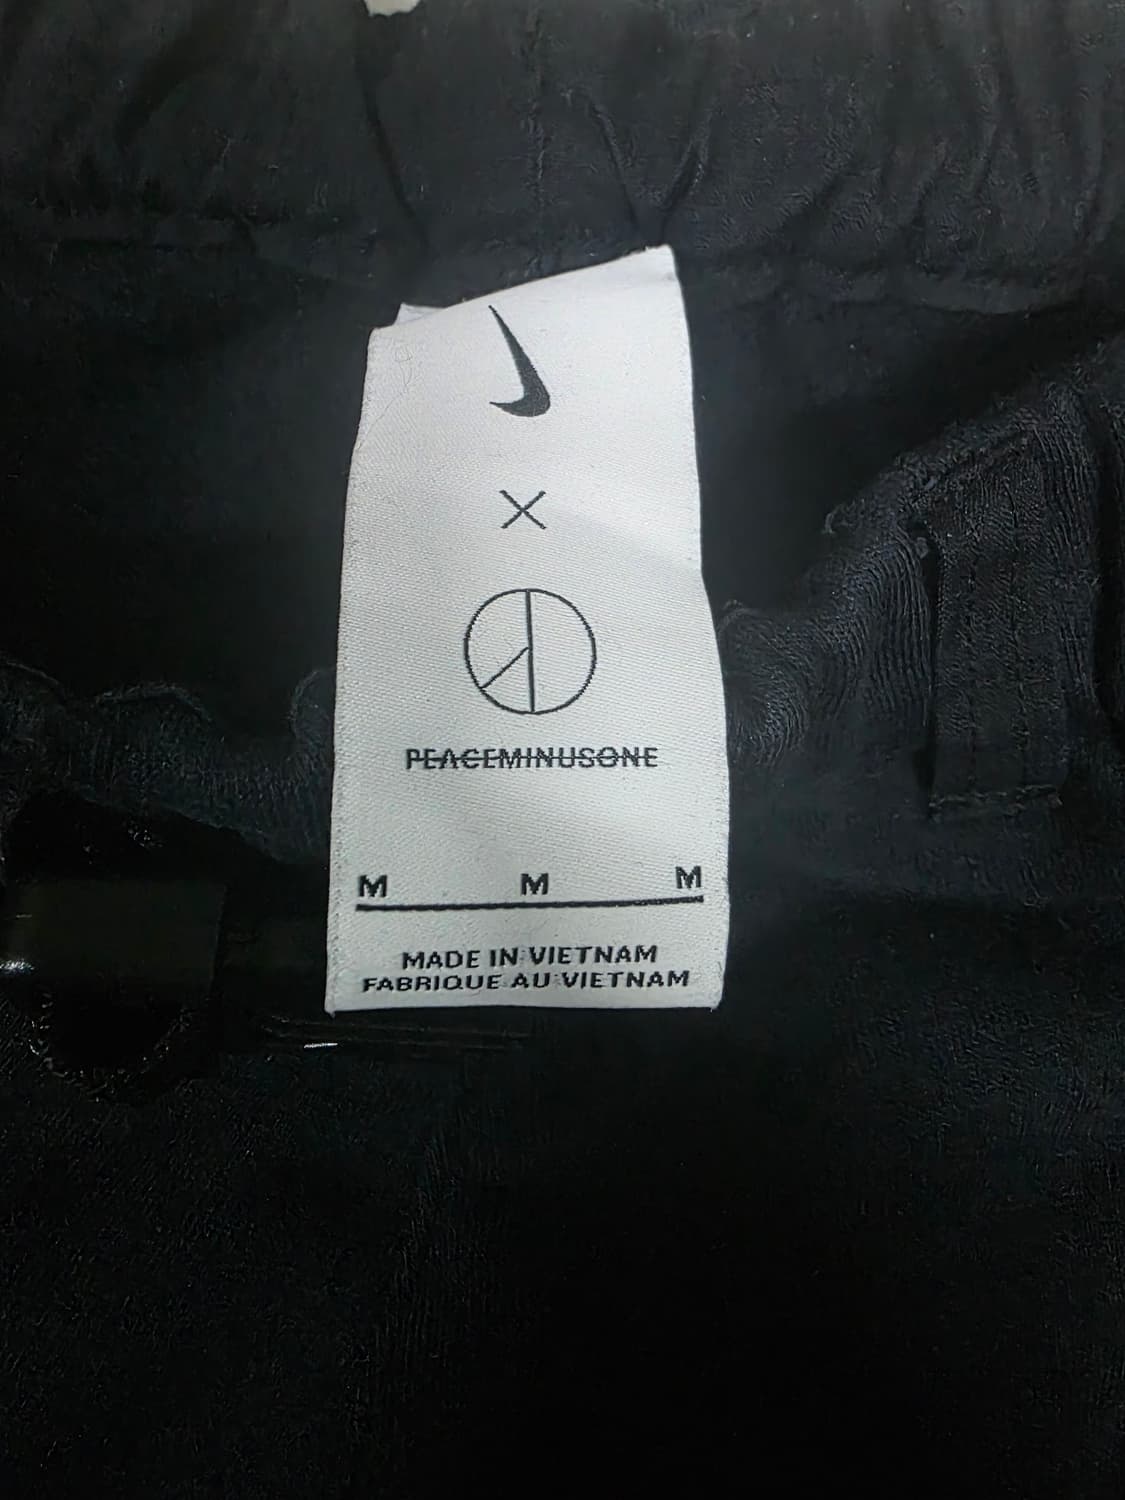 X
PEACEMINUSONE
M M M
MADE IN VIETNAM
FABRIQUE AU VIETNAM